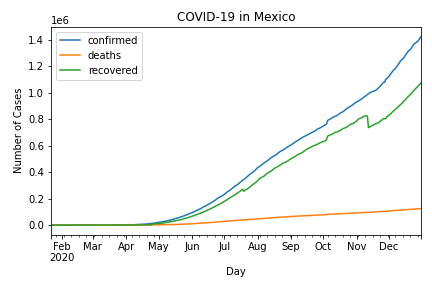 COVID-19 in Mexico
1e6
confirmed
deaths
recovered
1.4
1.2
1.0
0.8
0.6
0.4
0.2
0.0
Number of Cases
Feb Mar Apr May Jun Jul Aug Sep Oct Nov Dec
2020
Day